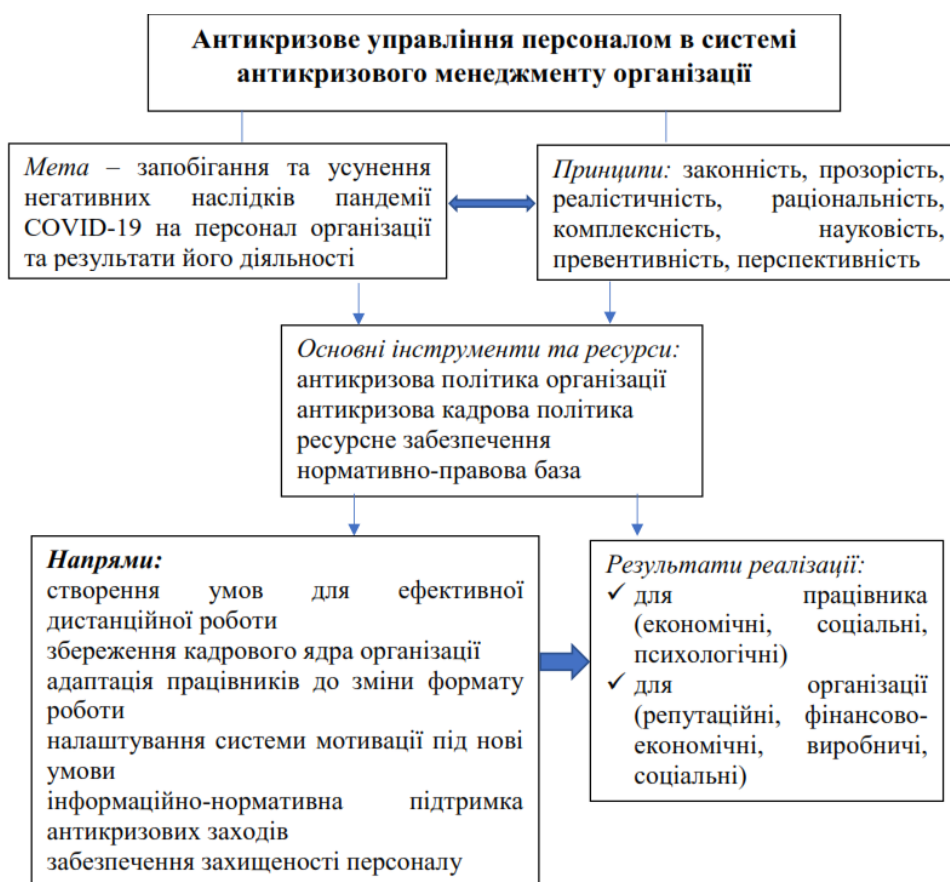 Антикризове управління персоналом в системі
антикризового менеджменту організації
Мета – запобігання та усунення
негативних наслідків пандемії
COVID-19 на персонал організації
та результати його діяльності
Принципи: законність, прозорість,
реалістичність, раціональність,
комплексність, науковість,
превентивність, перспективність
Основні інструменти та ресурси:
антикризова політика організації
антикризова кадрова політика
ресурсне забезпечення
нормативно-правова база
Напрями:
створення умов для ефективної
дистанційної роботи
збереження кадрового ядра організації
адаптація працівників до зміни формату
роботи
налаштування системи мотивації під нові
умови
інформаційно-нормативна підтримка
антикризових заходів
забезпечення захищеності персоналу
Результати реалізації:
✓ для працівника
(економічні, соціальні,
психологічні)
✓ для організації
(репутаційні, фінансово-
економічні, виробничі,
соціальні)